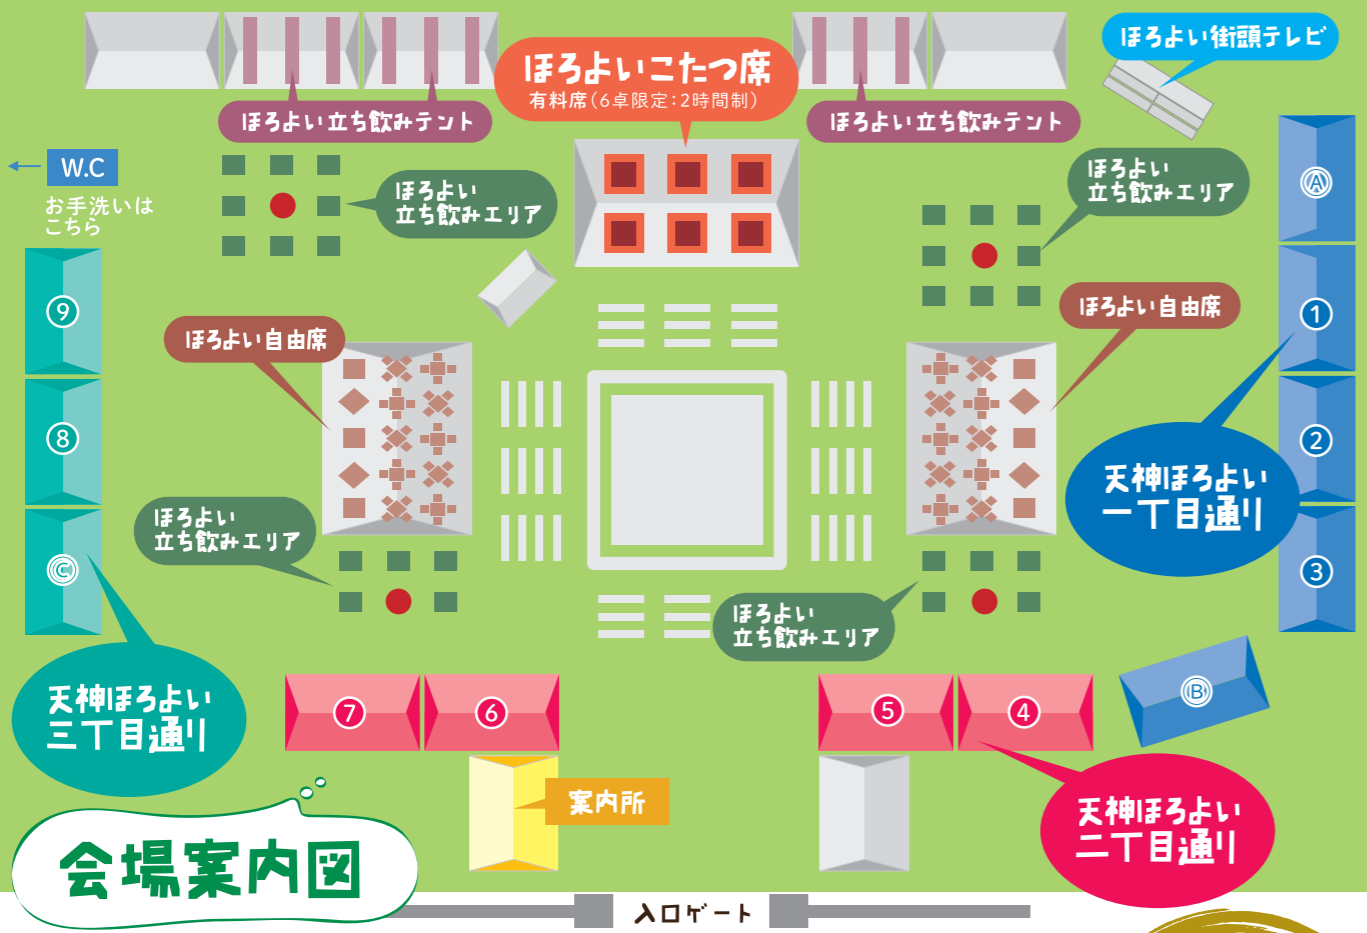 ほろよい街頭テレビ
ほろよいこたつ席
有料席(6卓限定:2時間制)
ほろよい立ち飲みテント
ほろよい立ち飲みテント
W.C
お手洗いは
こちら
ほろよい
立ち飲みエリア
ほろよい
立ち飲みエリア
A
9
1
ほろよい自由席
ほろよい自由席
8
2
天神ほろよい
一丁目通り
ほろよい
立ち飲みエリア
C
3
ほろよい
立ち飲みエリア
天神ほろよい
三丁目通り
7
6
5
4
B
案内所
天神ほろよい
二丁目通り
会場案内図
入口ゲート